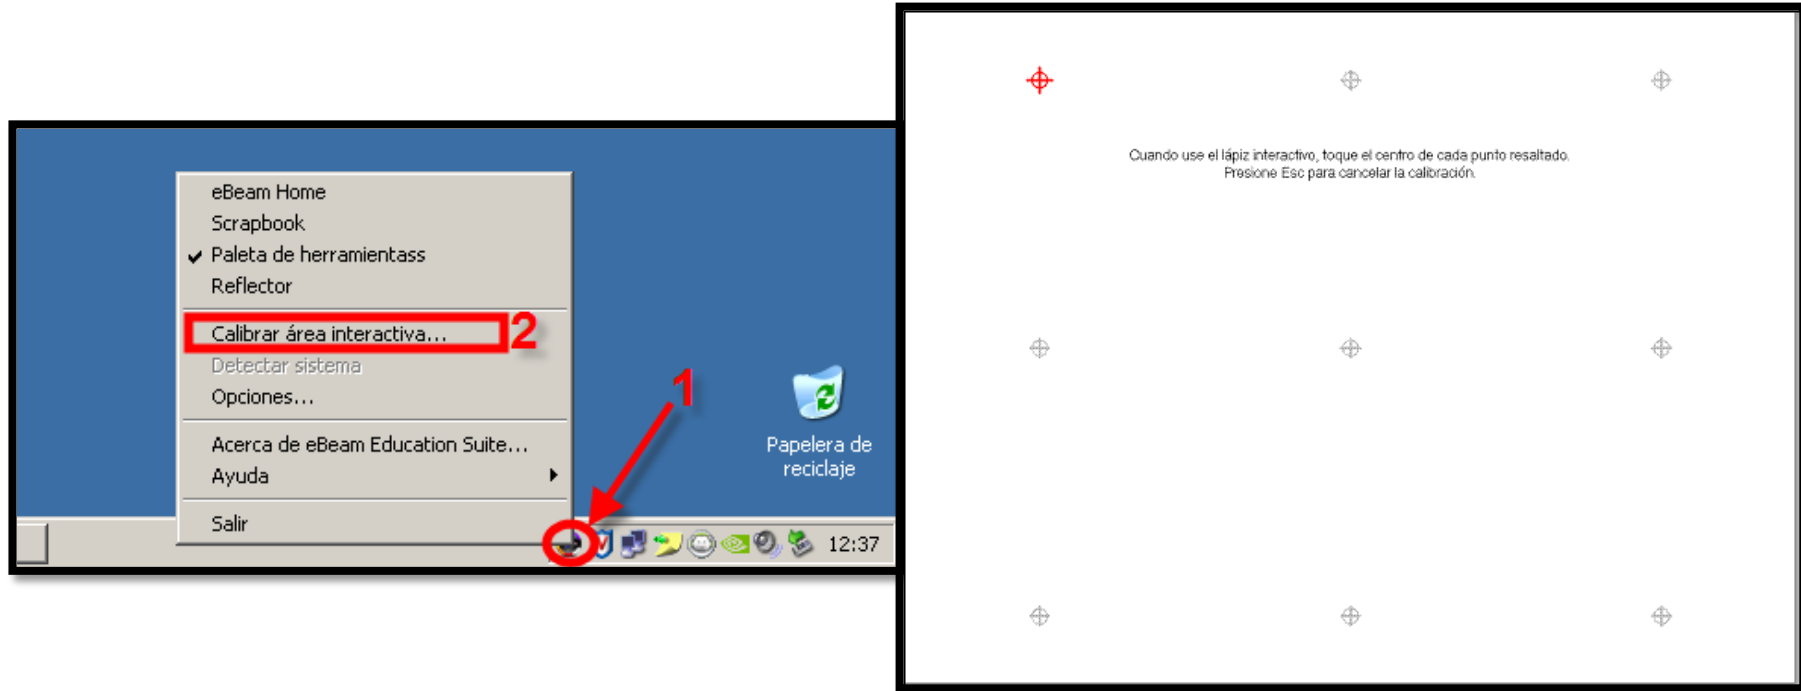 eBeam Home
Scrapbook
Paleta de herramientass
Reflector
Calibrar área interactiva...
2
Detectar sistema
Opciones...
Acerca de eBeam Education Suite...
Ayuda
Salir
1
Papelera de
reciclaje
12:37
Cuando use el lápiz interactivo, toque el centro de cada punto resaltado.
Presione Esc para cancelar la calibración.